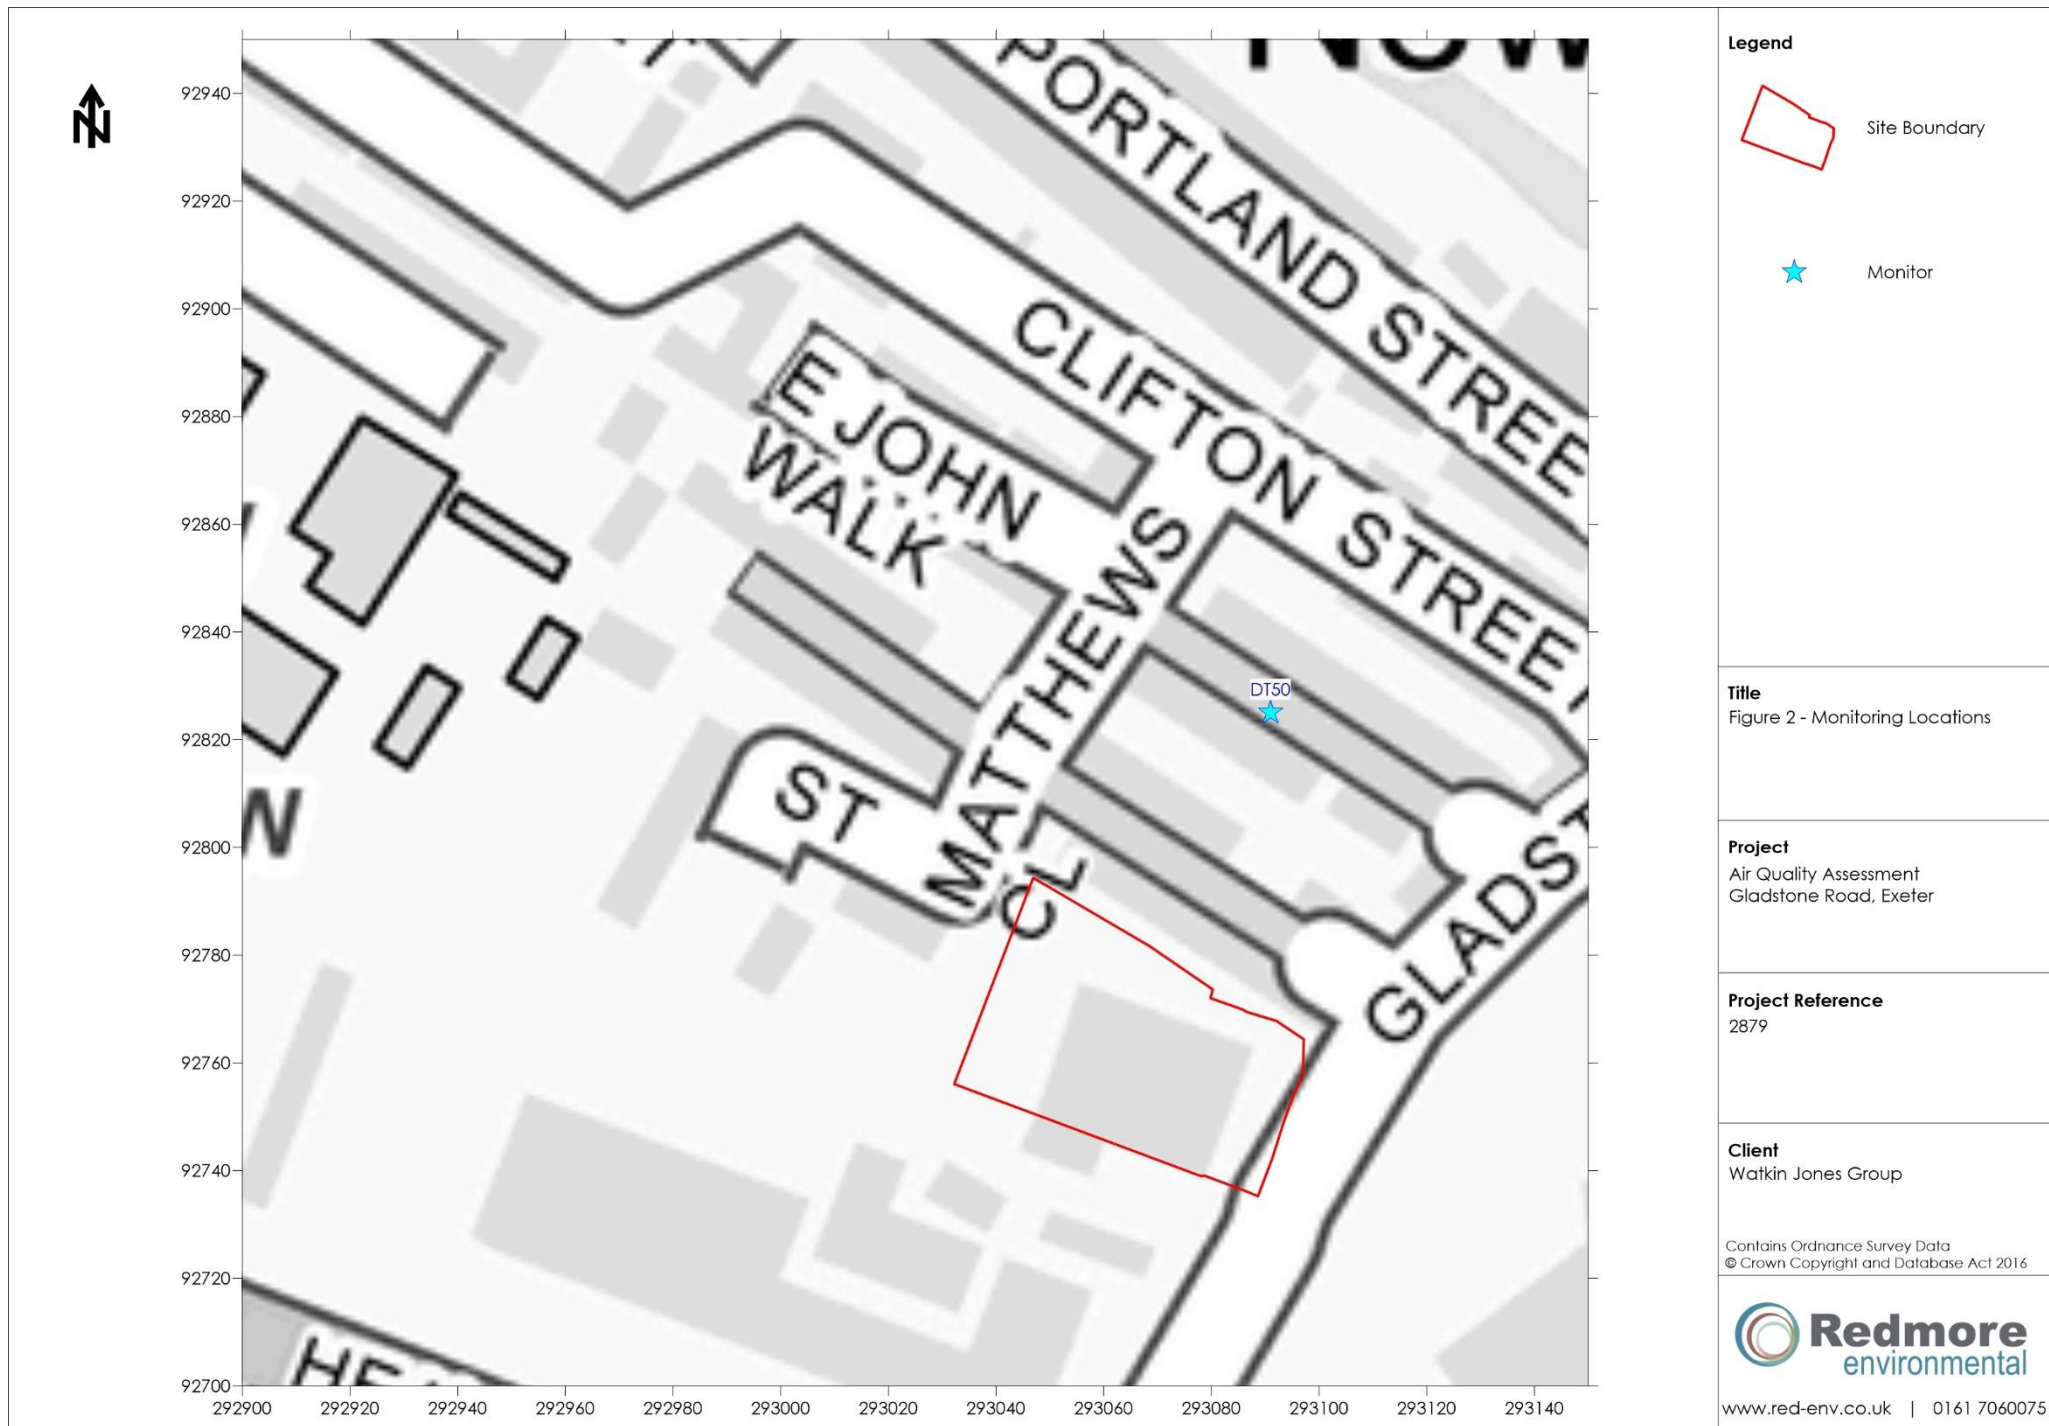 N
92940
92920
92900
92880
92860
92840
92820
92800
92780
92760
92740
92720
92700
292900
292920
292940
292960
292980
293000
293020
293040
293060
293080
293100
293120
293140
PORTLAND STREE
CLIFTON STREET
E JOHN
WALK
MATTHEWS
ST
CL
GLADST
DT50
W
Legend
Site Boundary
Monitor
Title
Figure 2 - Monitoring Locations
Project
Air Quality Assessment
Gladstone Road, Exeter
Project Reference
2879
Client
Watkin Jones Group
Contains Ordnance Survey Data
© Crown Copyright and Database Act 2016
Redmore
environmental
www.red-env.co.uk | 0161 7060075